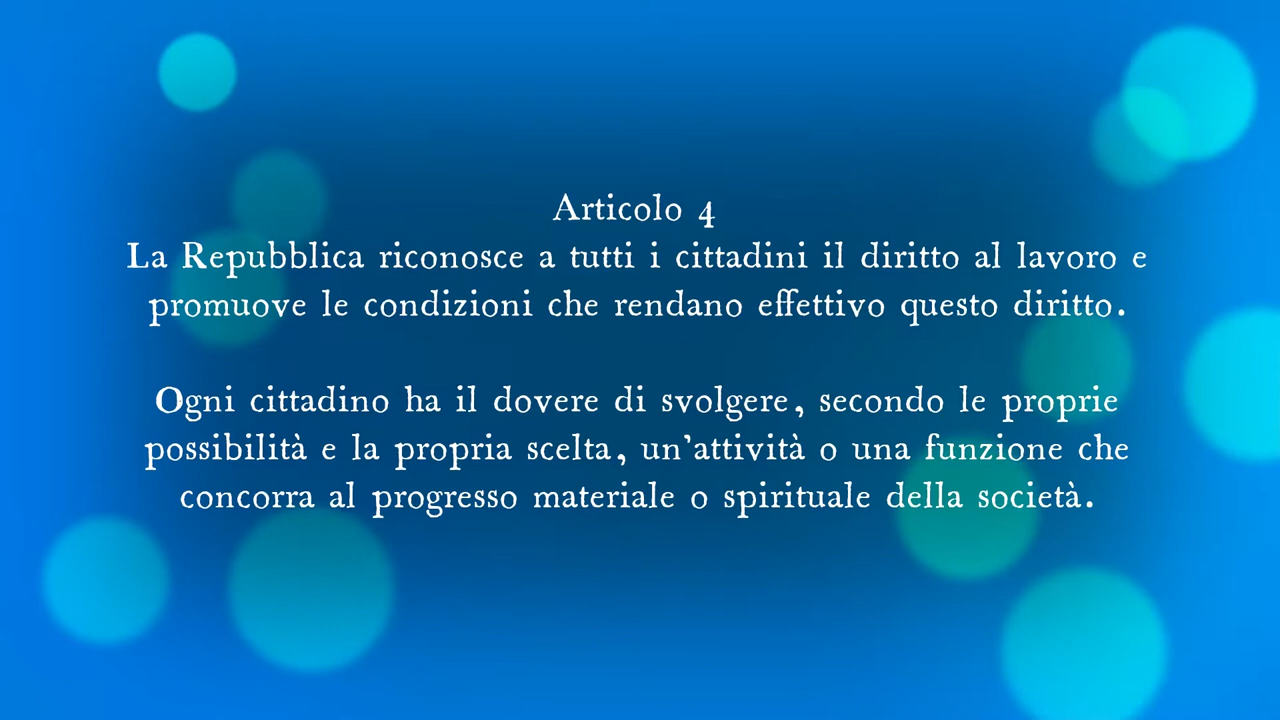 Articolo 4
La Repubblica riconosce a tutti i cittadini il diritto al lavoro e
promuove le condizioni che rendano effettivo questo diritto.
Ogni cittadino ha il dovere di svolgere, secondo le proprie
possibilità e la propria scelta, un’attività o una funzione che
concorra al progresso materiale o spirituale della società.